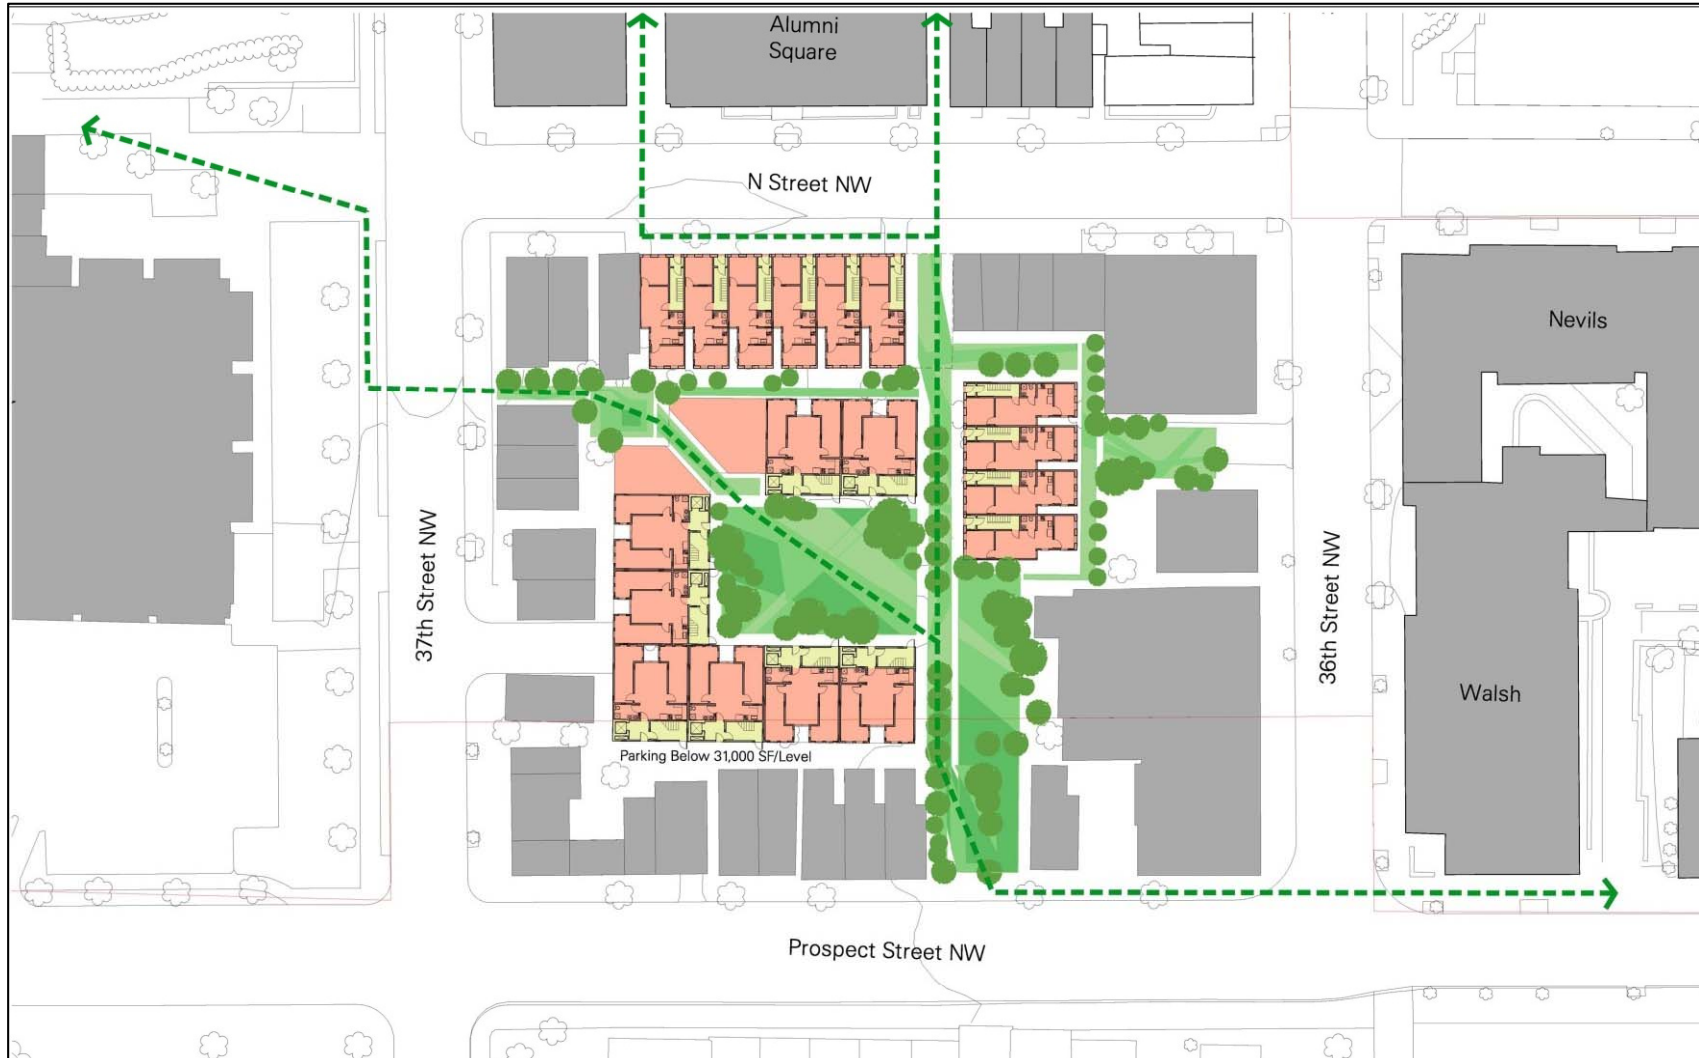 Alumni
Square
N Street NW
Nevils
37th Street NW
36th Street NW
Walsh
Parking Below 31,000 SF/Level
Prospect Street NW